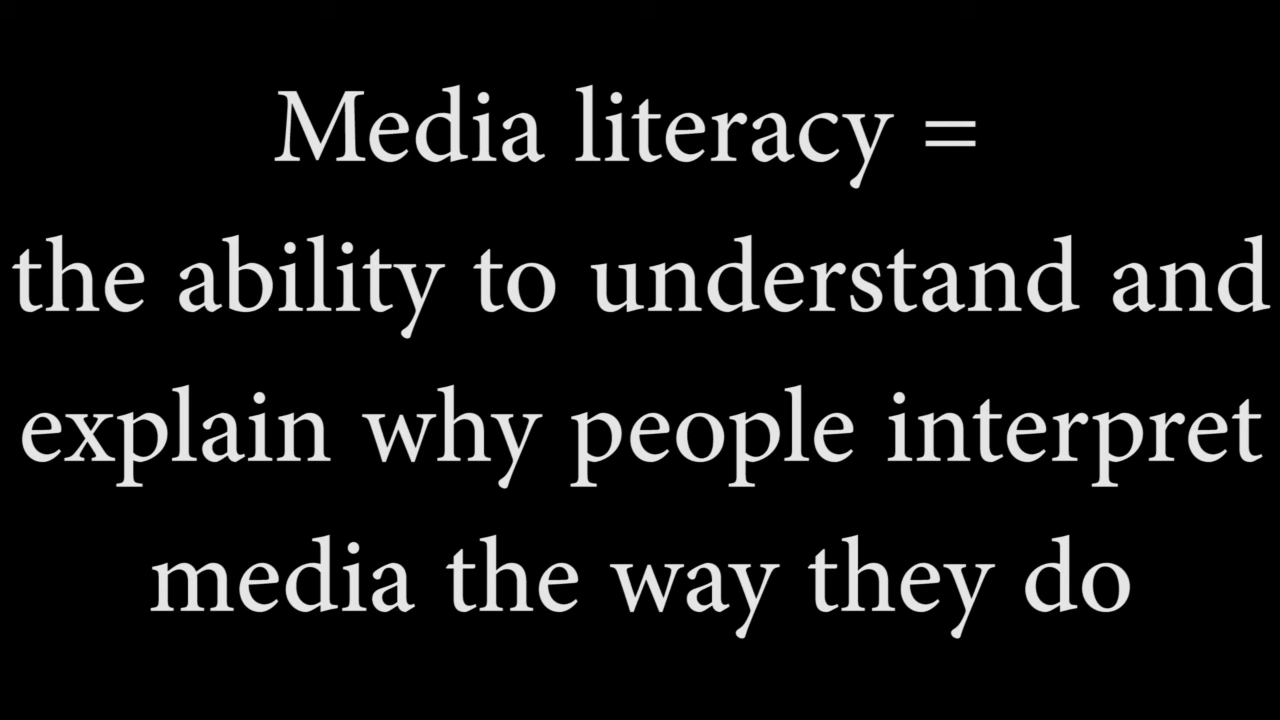 Media literacy =
the ability to understand and
explain why people interpret
media the way they do